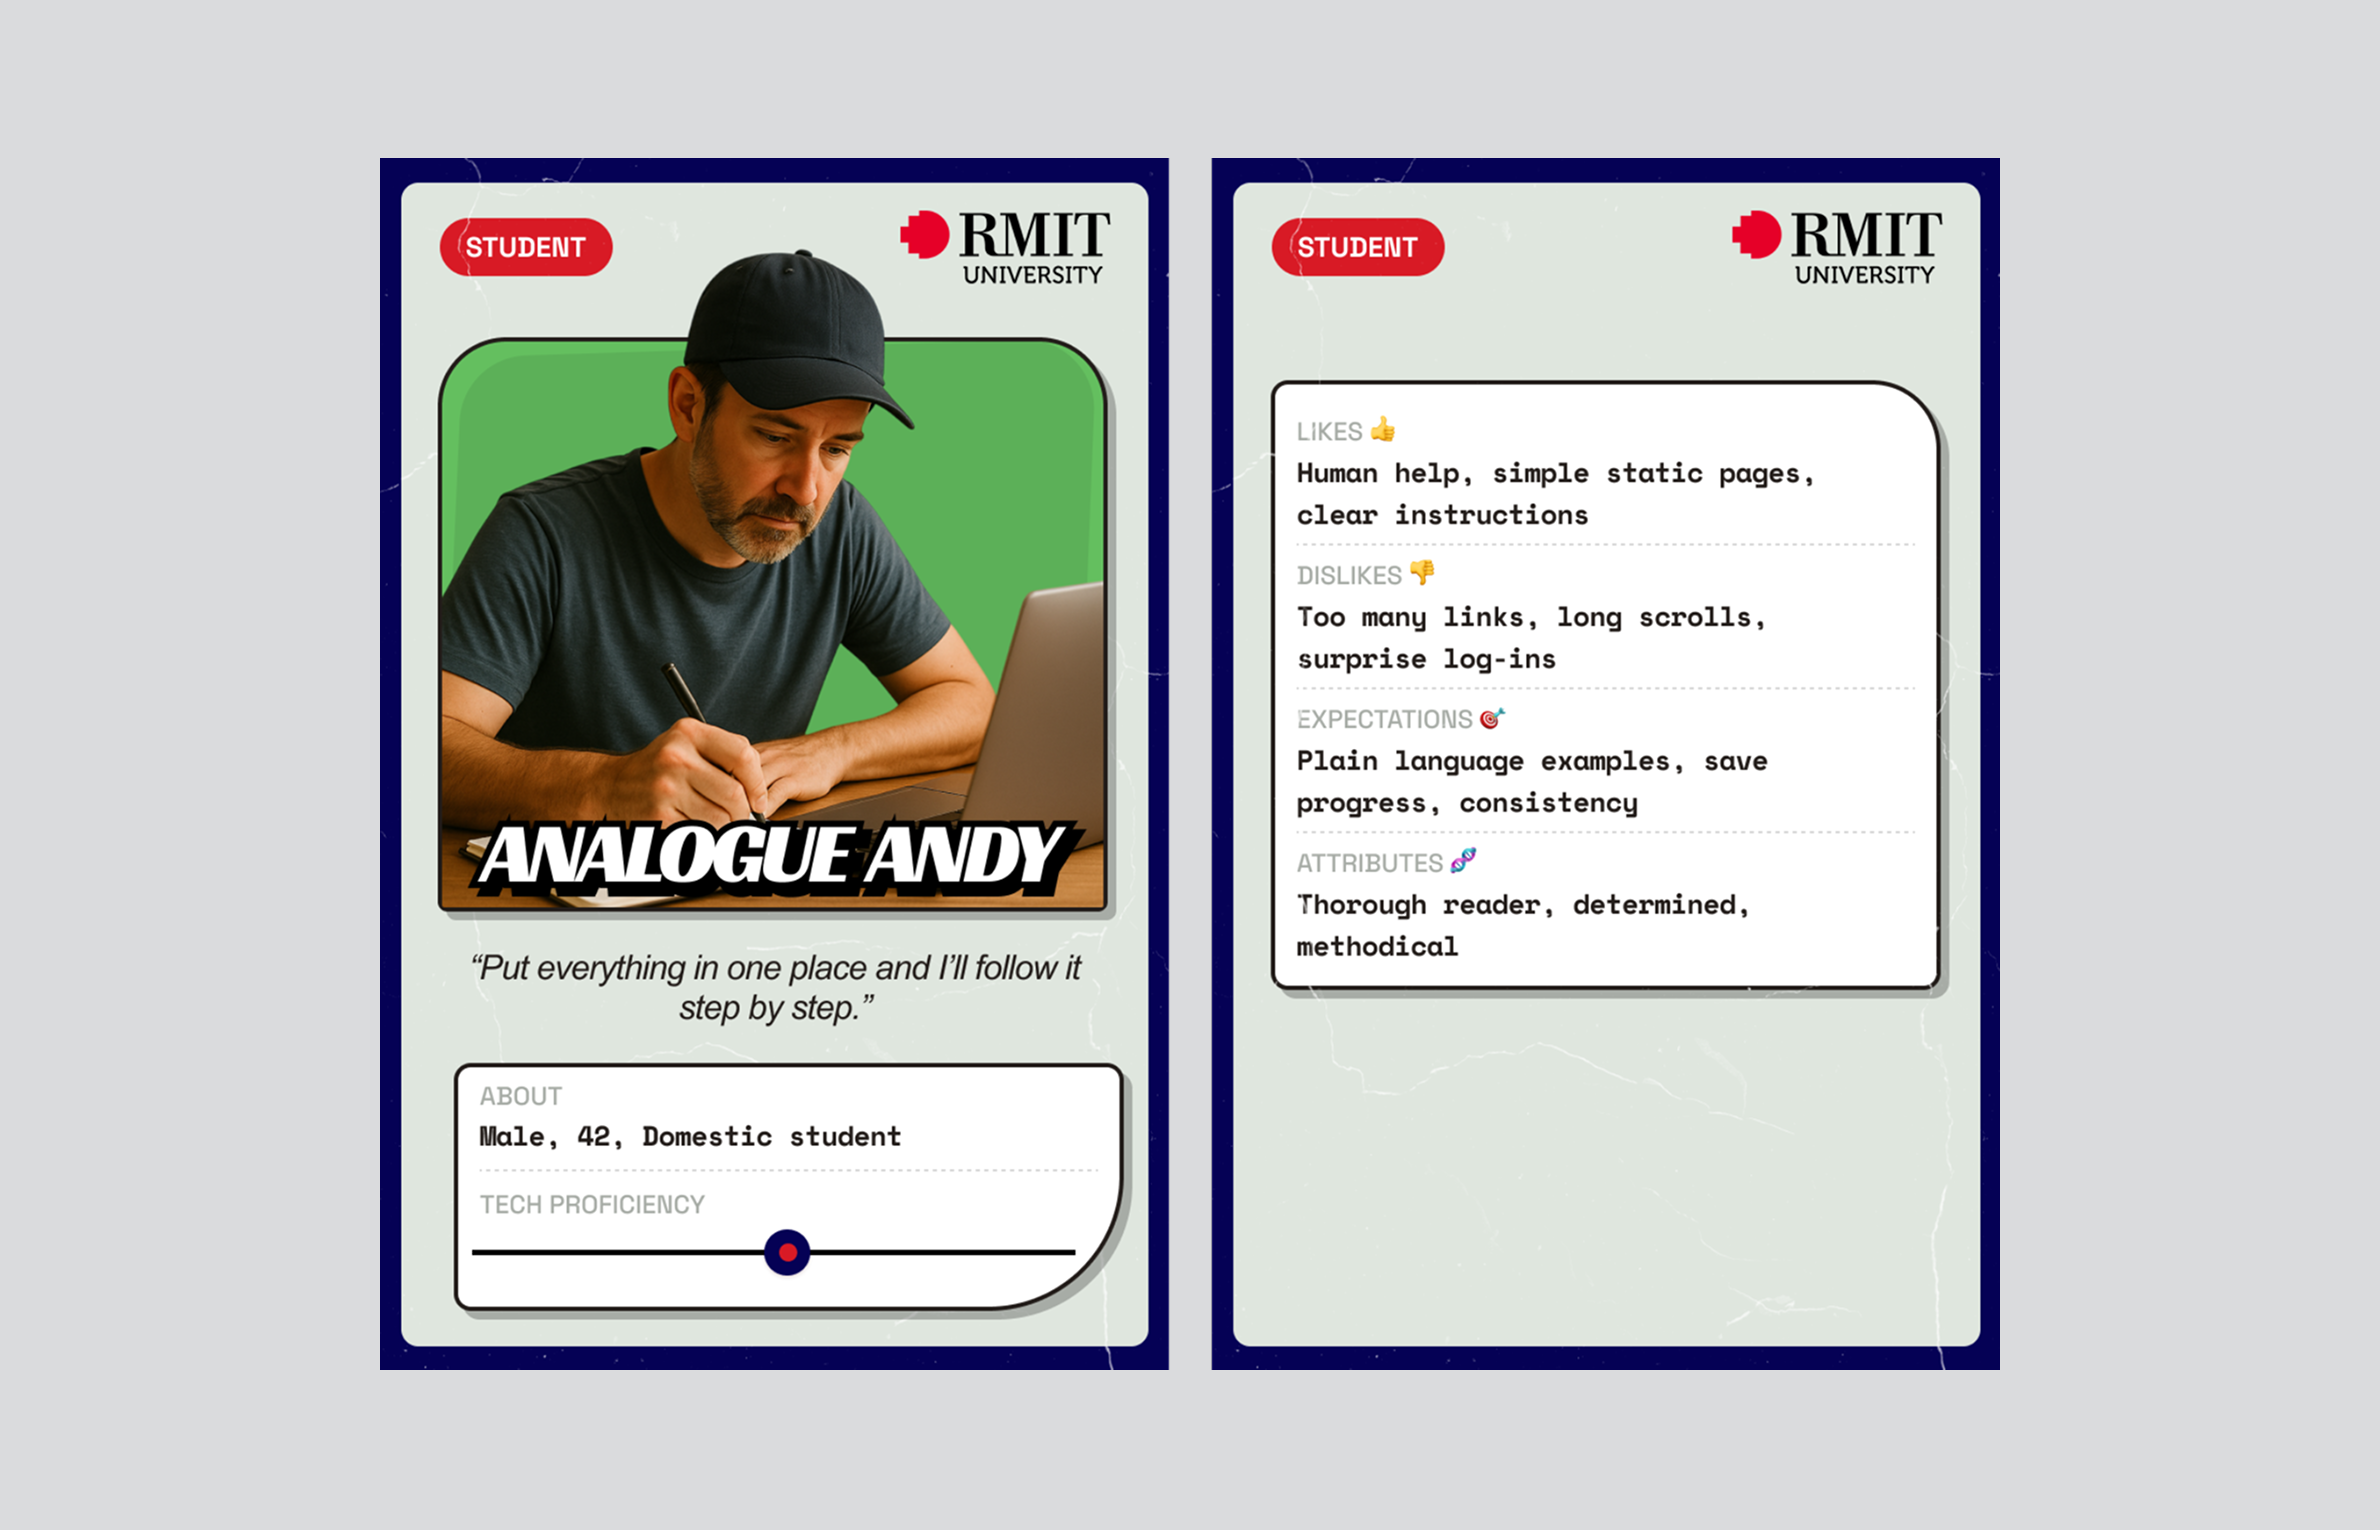 STUDENT
RMIT
UNIVERSITY
ANALOGUE ANDY
“Put everything in one place and I’ll follow it
step by step.”
ABOUT
Male, 42, Domestic student
TECH PROFICIENCY
STUDENT
RMIT
UNIVERSITY
LIKES 👍
Human help, simple static pages,
clear instructions
DISLIKES 👎
Too many links, long scrolls,
surprise log-ins
EXPECTATIONS 🎯
Plain language examples, save
progress, consistency
ATTRIBUTES 🧬
Thorough reader, determined,
methodical